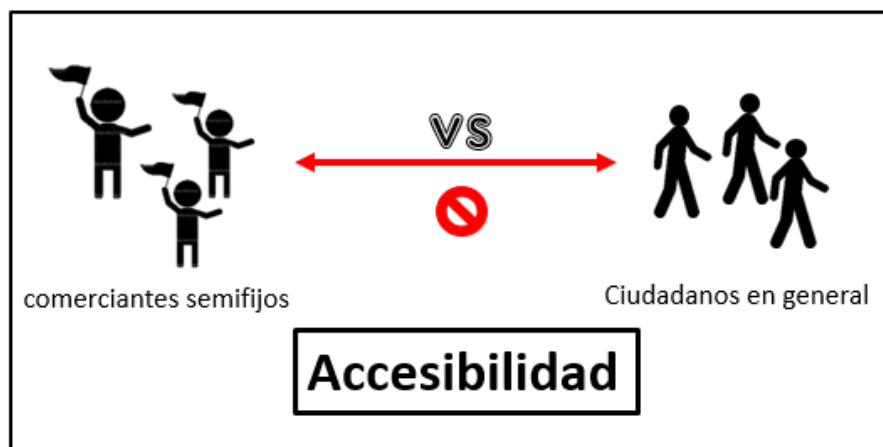 VS
comerciantes semifijos
Ciudadanos en general
Accesibilidad